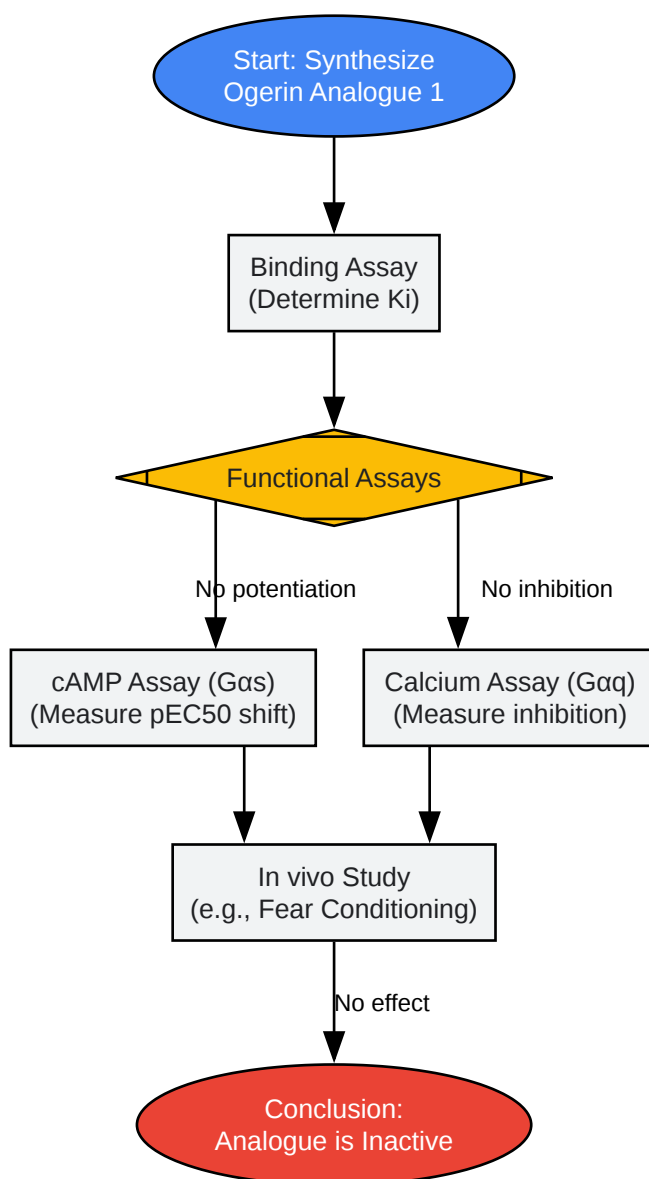 Start: Synthesize
Ogerin Analogue 1
Binding Assay
(Determine Ki)
Functional Assays
No potentiation
No inhibition
cAMP Assay (Gαs)
(Measure pEC50 shift)
Calcium Assay (Gαq)
(Measure inhibition)
In vivo Study
(e.g., Fear Conditioning)
No effect
Conclusion:
Analogue is Inactive